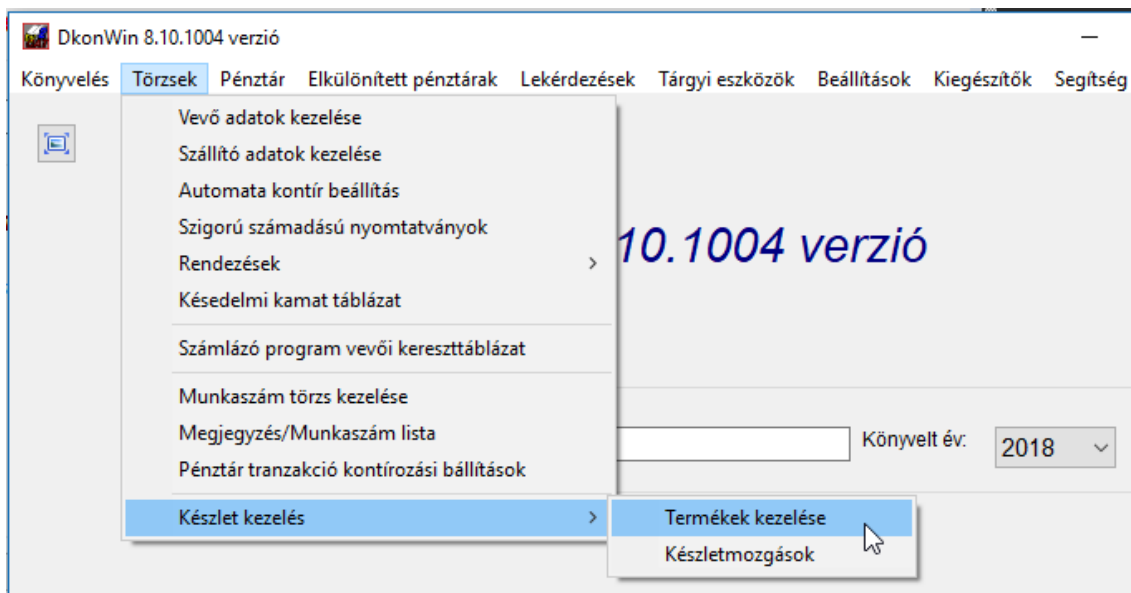 DkonWin 8.10.1004 verzió
Könyvelés Törzsek Pénztár Elkülönített pénztárak Lekérdezések Tárgyi eszközök Beállítások Kiegészítők Segítség
Vevő adatok kezelése
Szállító adatok kezelése
Automata kontír beállítás
Szigorú számadású nyomtatványok
Rendezések
Késedelmi kamat táblázat
Számlázó program vevői kereszttáblázat
Munkaszám törzs kezelése
Megjegyzés/Munkaszám lista
Pénztár tranzakció kontírozási bállítások
Készlet kezelés
Termékek kezelése
Készletmozgások
10.1004 verzió
Könyvelt év: 2018